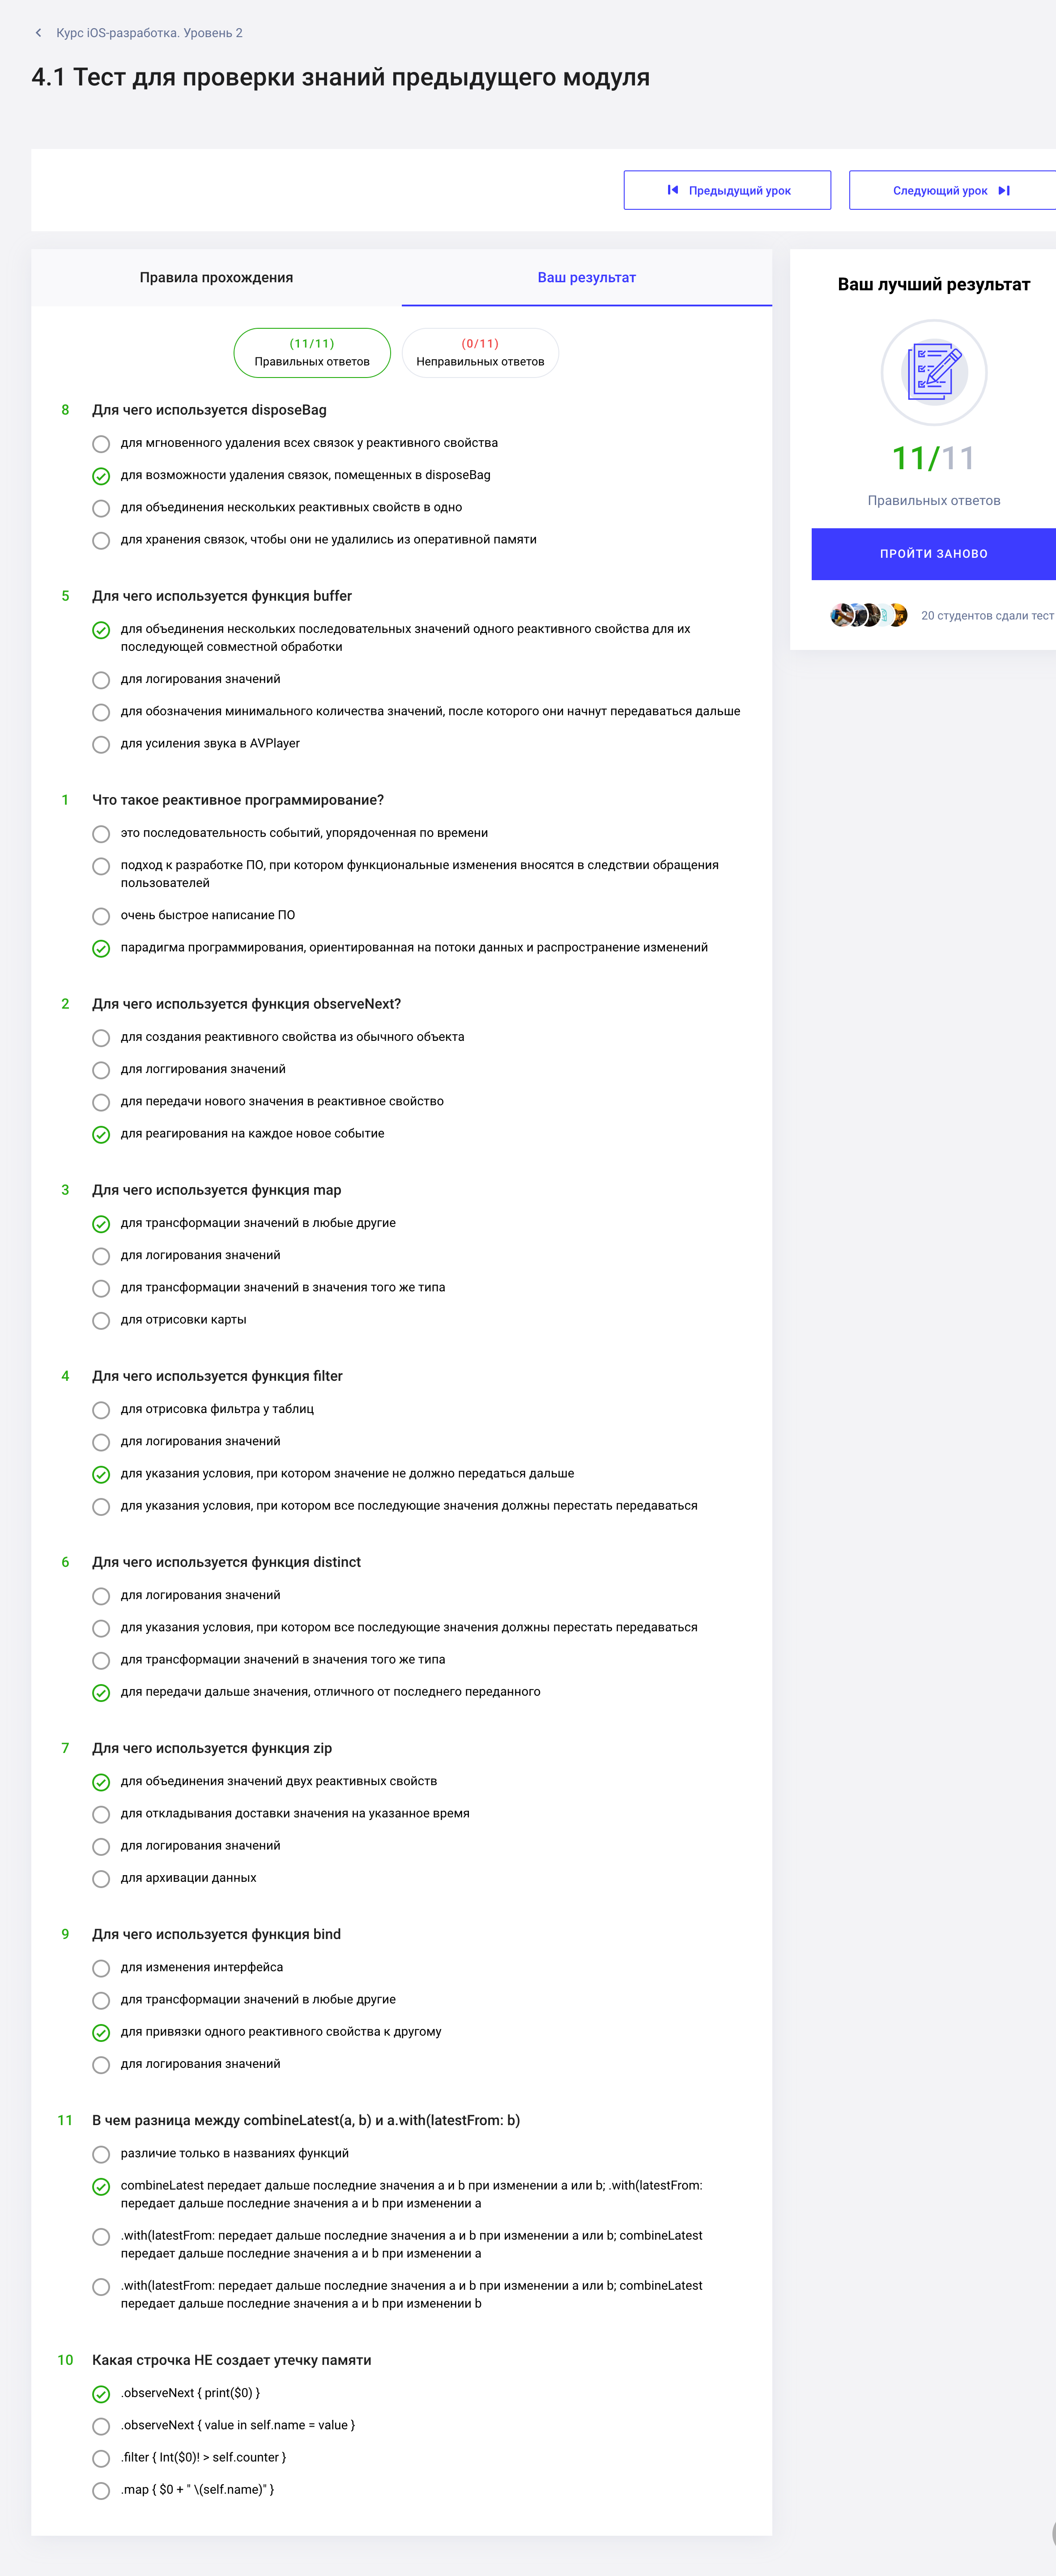 Курс iOS-разработка. Уровень 2
4.1 Тест для проверки знаний предыдущего модуля
Предыдущий урок
Следующий урок
Правила прохождения
Ваш результат
(11/11)
Правильных ответов
(0/11)
Неправильных ответов
8 Для чего используется disposeBag
для мгновенного удаления всех связок у реактивного свойства
для возможности удаления связок, помещенных в disposeBag
для объединения нескольких реактивных свойств в одно
для хранения связок, чтобы они не удалились из оперативной памяти
5 Для чего используется функция buffer
для объединения нескольких последовательных значений одного реактивного свойства для их
последующей совместной обработки
для логирования значений
для обозначения минимального количества значений, после которого они начнут передаваться дальше
для усиления звука в AVPlayer
1 Что такое реактивное программирование?
это последовательность событий, упорядоченная по времени
подход к разработке ПО, при котором функциональные изменения вносятся в следствии обращения
пользователей
очень быстрое написание ПО
парадигма программирования, ориентированная на потоки данных и распространение изменений
2 Для чего используется функция observeNext?
для создания реактивного свойства из обычного объекта
для логгирования значений
для передачи нового значения в реактивное свойство
для реагирования на каждое новое событие
3 Для чего используется функция map
для трансформации значений в любые другие
для логирования значений
для трансформации значений в значения того же типа
для отрисовки карты
4 Для чего используется функция filter
для отрисовка фильтра у таблиц
для логирования значений
для указания условия, при котором значение не должно передаться дальше
для указания условия, при котором все последующие значения должны перестать передаваться
6 Для чего используется функция distinct
для логирования значений
для указания условия, при котором все последующие значения должны перестать передаваться
для трансформации значений в значения того же типа
для передачи дальше значения, отличного от последнего переданного
7 Для чего используется функция zip
для объединения значений двух реактивных свойств
для откладывания доставки значения на указанное время
для логирования значений
для архивации данных
9 Для чего используется функция bind
для изменения интерфейса
для трансформации значений в любые другие
для привязки одного реактивного свойства к другому
для логирования значений
11 В чем разница между combineLatest(a, b) и a.with(latestFrom: b)
различие только в названиях функций
combineLatest передает дальше последние значения a и b при изменении a или b; .with(latestFrom:
передает дальше последние значения a и b при изменении a
.with(latestFrom: передает дальше последние значения a и b при изменении a или b; combineLatest
передает дальше последние значения a и b при изменении a
.with(latestFrom: передает дальше последние значения a и b при изменении a или b; combineLatest
передает дальше последние значения a и b при изменении b
10 Какая строчка НЕ создает утечку памяти
.observeNext { print($0) }
.observeNext { value in self.name = value }
.filter { Int($0)! > self.counter }
.map { $0 + " \(self.name)" }
Ваш лучший результат
11/11
Правильных ответов
ПРОЙТИ ЗАНОВО
20 студентов сдали тест